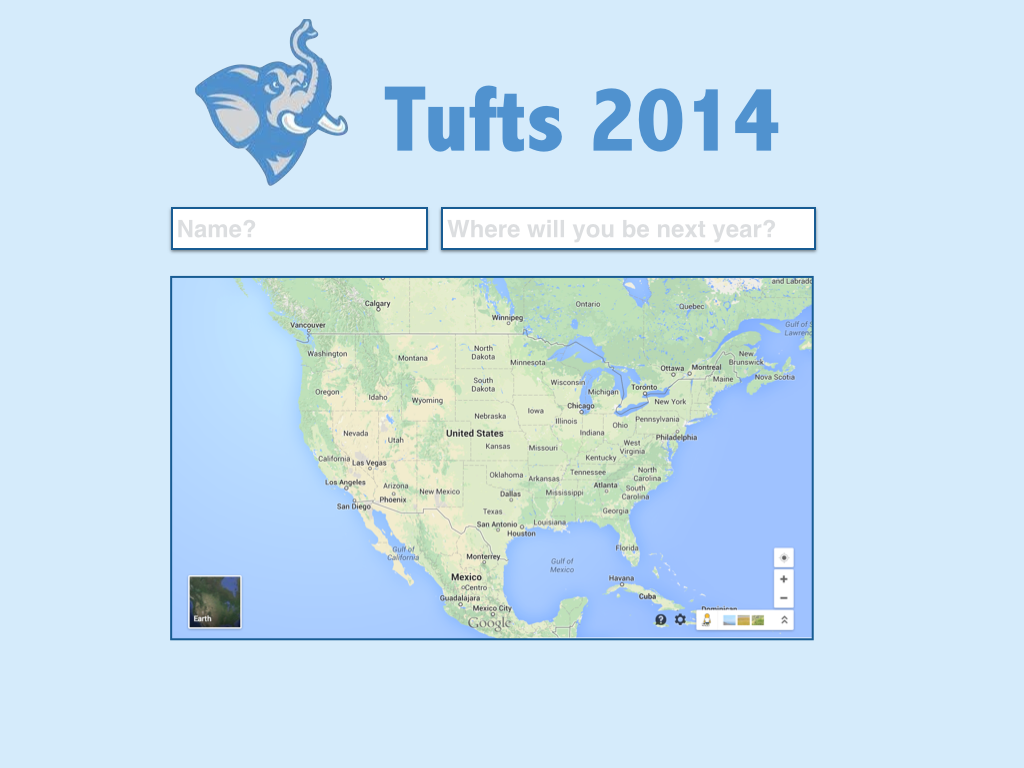 Tufts 2014
Name?
Where will you be next year?
and Labrado
Calgary
Ontario
Quebec
Winnipeg
Vancouver
Gulf of S
Lawrenc
Washington
Montana
North
Dakota
Minnesota
New
Brunswick
Ottawa
Montreal
Maine
Nova Scotia
South
Dakota
Wisconsin
Michigan
Toronto
Oregon
Idaho
Wyoming
Chicago
New York
Nebraska
Iowa
Illinois
Indiana
Ohio
Pennsylvania
Philadelphia
Nevada
Utah
United States
Kansas
Missouri
West
Virginia
Kentucky
California
Las Vegas
Oklahoma
Arkansas
Tennessee
North
Carolina
Los Angeles
Arizona
Phoenix
New Mexico
Dallas
Mississippi
Atlanta
South
Carolina
San Diego
Texas
Georgia
San Antonio
Houston
Louisiana
Gulf of
California
Monterrey
Gulf of
Mexico
Florida
Mexico
Centro
Guadalajara
Mexico City
Havana
Cuba
Dominican
Earth
Google
?
+
−